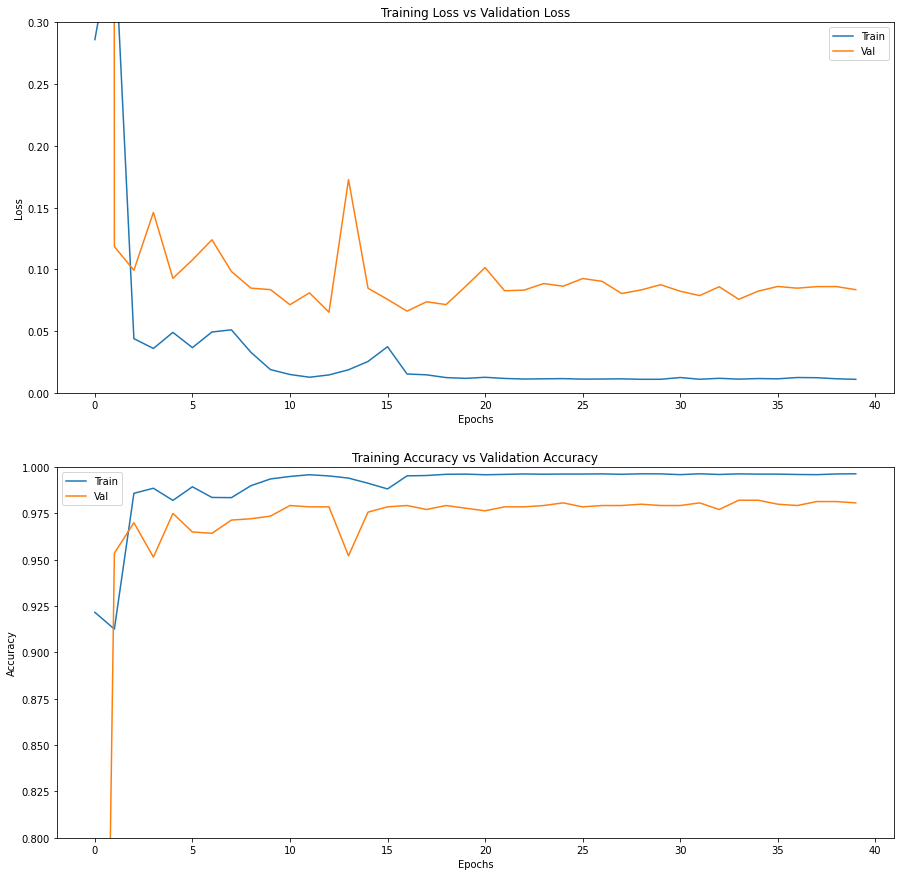 Training Loss vs Validation Loss
0.30
0.25
0.20
0.15
0.10
0.05
0.00
Loss
Train
Val
0 5 10 15 20 25 30 35 40
Epochs
Training Accuracy vs Validation Accuracy
1.000
0.975
0.950
0.925
0.900
0.875
0.850
0.825
0.800
Accuracy
Train
Val
0 5 10 15 20 25 30 35 40
Epochs